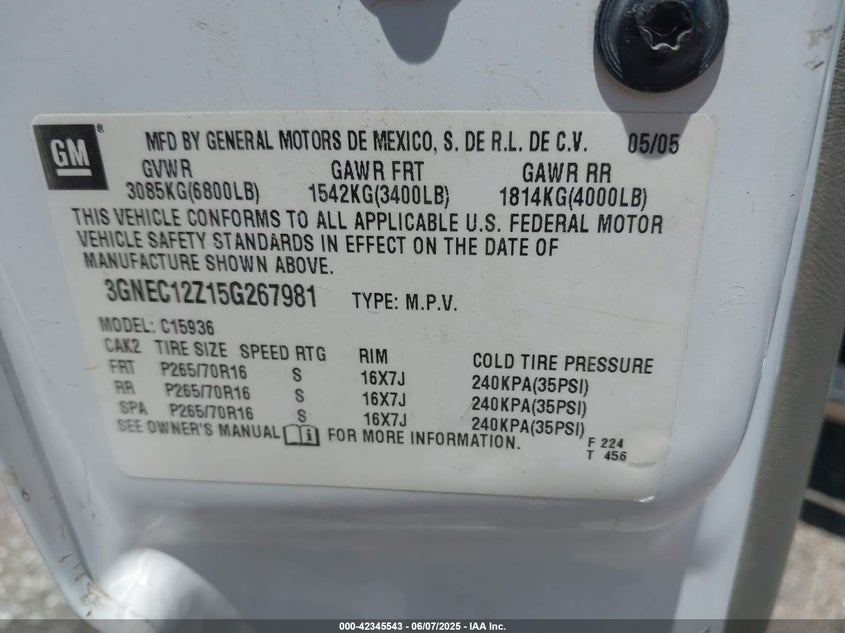 GM ®
MFD BY GENERAL MOTORS DE MEXICO, S. DE R.L. DE C.V. 05/05
GVWR GAWR FRT GAWR RR
3085KG(6800LB) 1542KG(3400LB) 1814KG(4000LB)
THIS VEHICLE CONFORMS TO ALL APPLICABLE U.S. FEDERAL MOTOR
VEHICLE SAFETY STANDARDS IN EFFECT ON THE DATE OF
MANUFACTURE SHOWN ABOVE.
3GNEC12Z15G267981 TYPE: M.P.V.
MODEL: C15936
CAK2 TIRE SIZE SPEED RTG RIM COLD TIRE PRESSURE
FRT P265/70R16 S 16X7J 240KPA(35PSI)
RR P265/70R16 S 16X7J 240KPA(35PSI)
SPA P265/70R16 S 16X7J 240KPA(35PSI)
SEE OWNER'S MANUAL i FOR MORE INFORMATION.
F 224
T 456
000-42345543 | 06/07/2025 - IAA Inc.